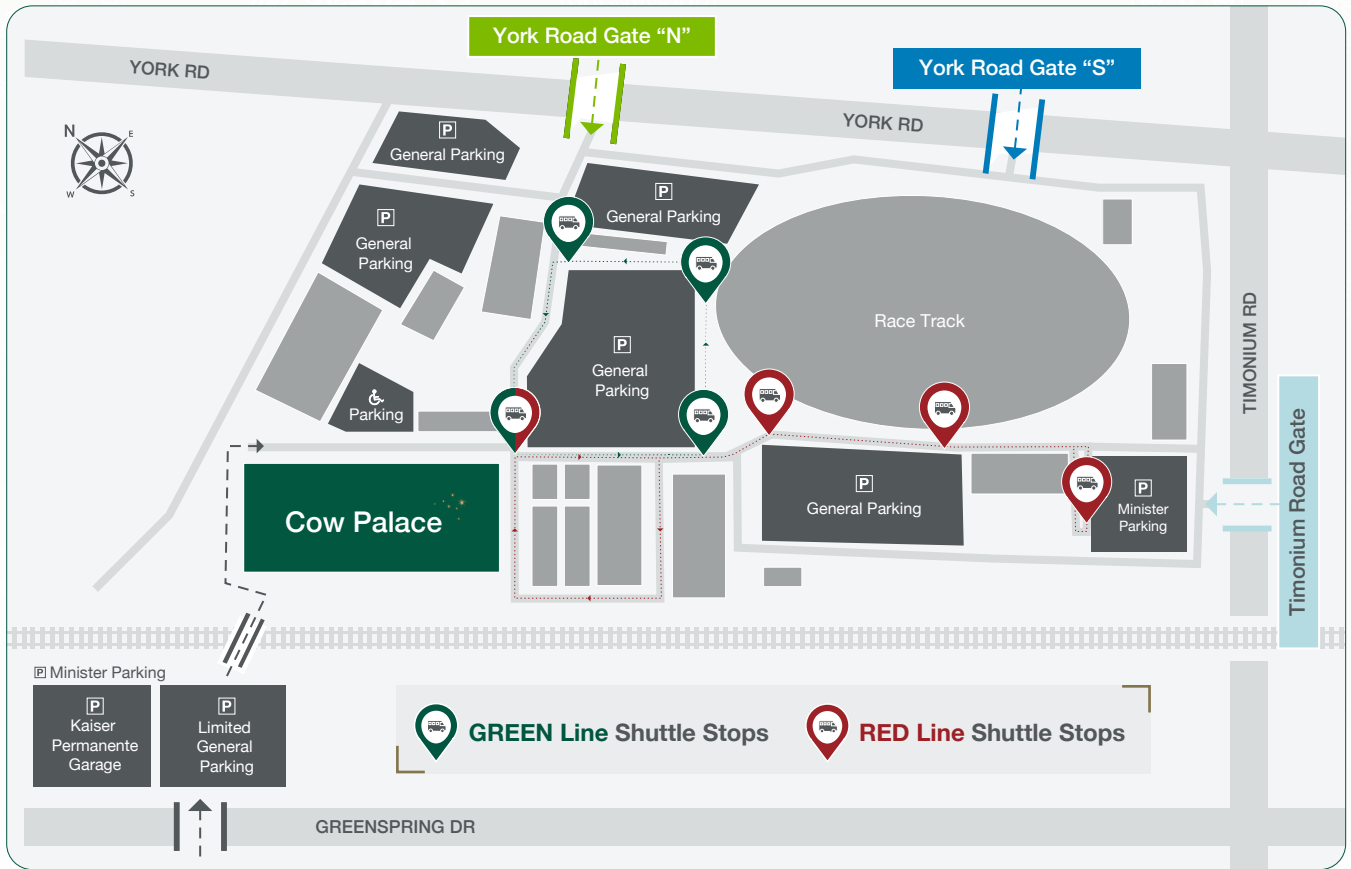 York Road Gate “N”
York Road Gate “S”
YORK RD
YORK RD
N
E
W
S
P
General Parking
P
General Parking
P
General
Parking
Race Track
TIMONIUM RD
P
General
Parking
Parking
Timonium Road Gate
Cow Palace
P
General Parking
P
Minister
Parking
P Minister Parking
P
Kaiser
Permanente
Garage
P
Limited
General
Parking
GREEN Line Shuttle Stops
RED Line Shuttle Stops
GREENSPRING DR